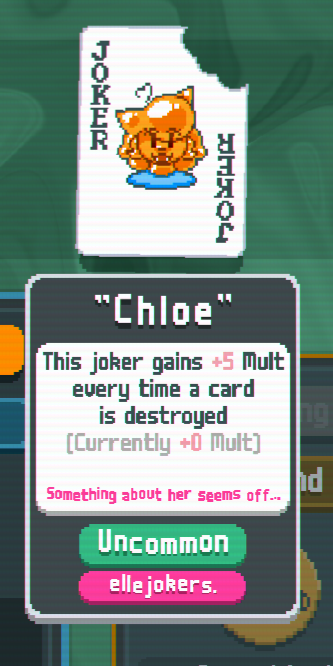 JOKER
JOKER
"Chloe"
This joker gains +5 Mult
every time a card
is destroyed
(Currently +0 Mult)
Something about her seems off...
Uncommon
ellejokers.